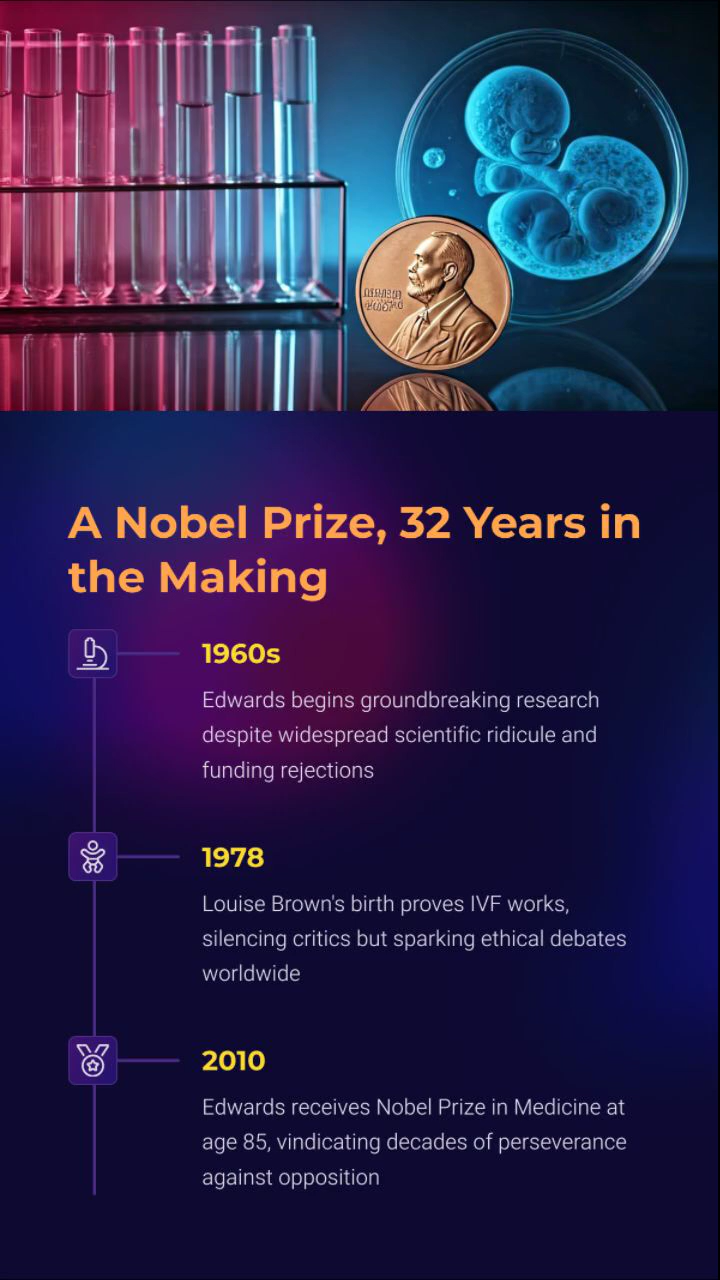 A Nobel Prize, 32 Years in
the Making
1960s
Edwards begins groundbreaking research
despite widespread scientific ridicule and
funding rejections
1978
Louise Brown's birth proves IVF works,
silencing critics but sparking ethical debates
worldwide
2010
Edwards receives Nobel Prize in Medicine at
age 85, vindicating decades of perseverance
against opposition